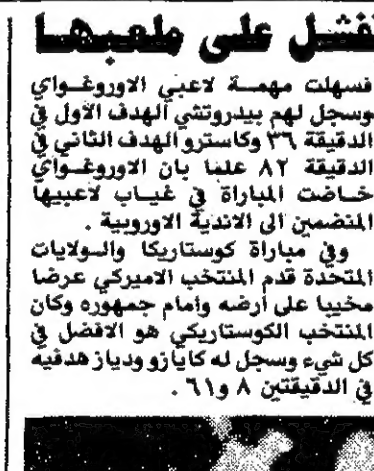 تفشل على ملعبها
فسهلت مهمة لاعبي الاوروغواي
وسجل لهم بيدروتشي الهدف الأول في
الدقيقة ٣٦ وكاسترو الهدف الثاني في
الدقيقة ٨٢ علما بان الاوروغواي
خاضت المباراة في غياب لاعبيها
المنضمين الى الاندية الاوروبية .
وفي مباراة كوستاريكا والولايات
المتحدة قدم المنتخب الاميركي عرضا
مخيبا على أرضه وامام جمهوره وكان
المنتخب الكوستاريكي هو الافضل في
كل شيء وسجل له كايازو ودياز هدفيه
في الدقيقتين ٨ و٦١ .